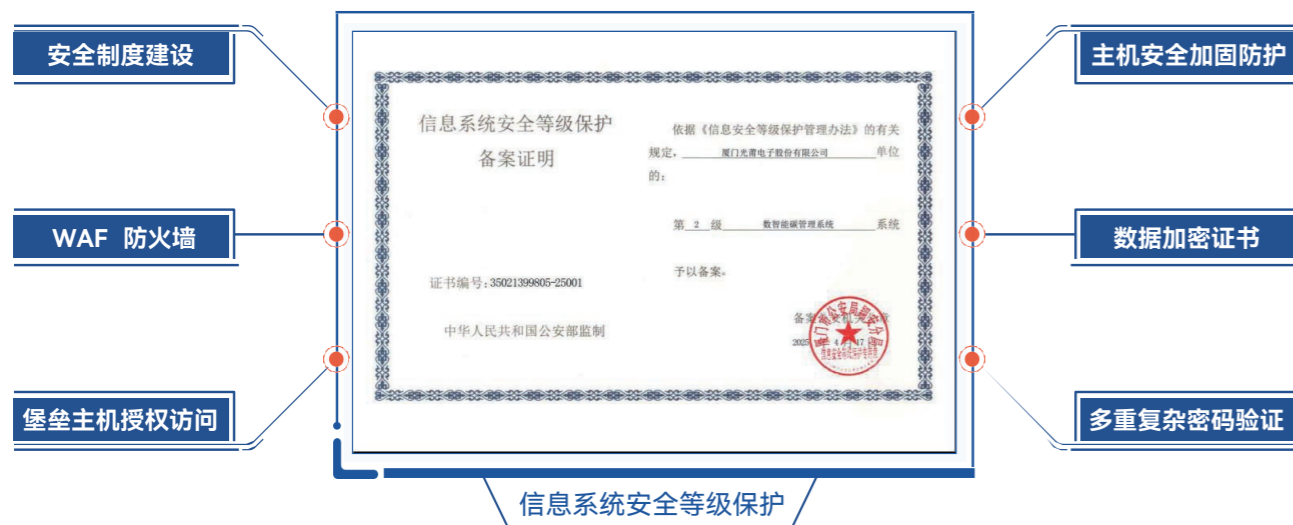 安全制度建设
WAF 防火墙
堡垒主机授权访问
信息系统安全等级保护
备案证明
证书编号:35021399805-25001
中华人民共和国公安部监制
依据《信息安全等级保护管理办法》的有关
规定, 厦门光莆电子股份有限公司 单位
的:
第 2 级 数智能碳管理系统 系统
予以备案。
2025 4 17
主机安全加固防护
数据加密证书
多重复杂密码验证
信息系统安全等级保护